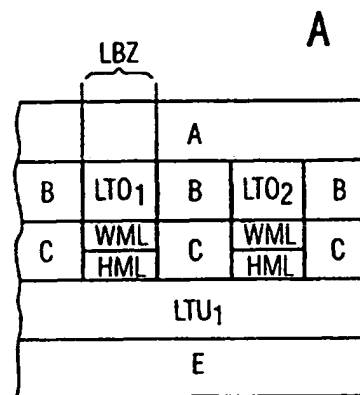 A
LBZ
A
B LTO₁ B LTO₂ B
C WML C WML C
HML HML
LTU₁
E